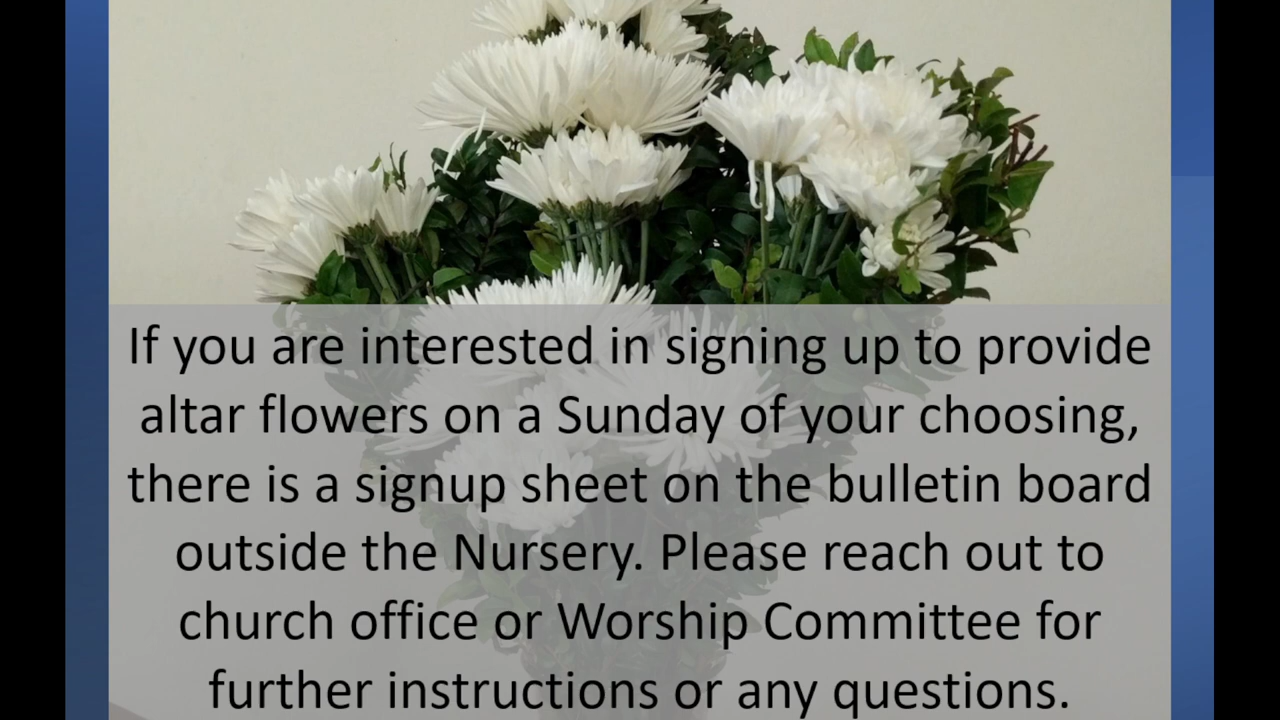 If you are interested in signing up to provide
altar flowers on a Sunday of your choosing,
there is a signup sheet on the bulletin board
outside the Nursery. Please reach out to
church office or Worship Committee for
further instructions or any questions.